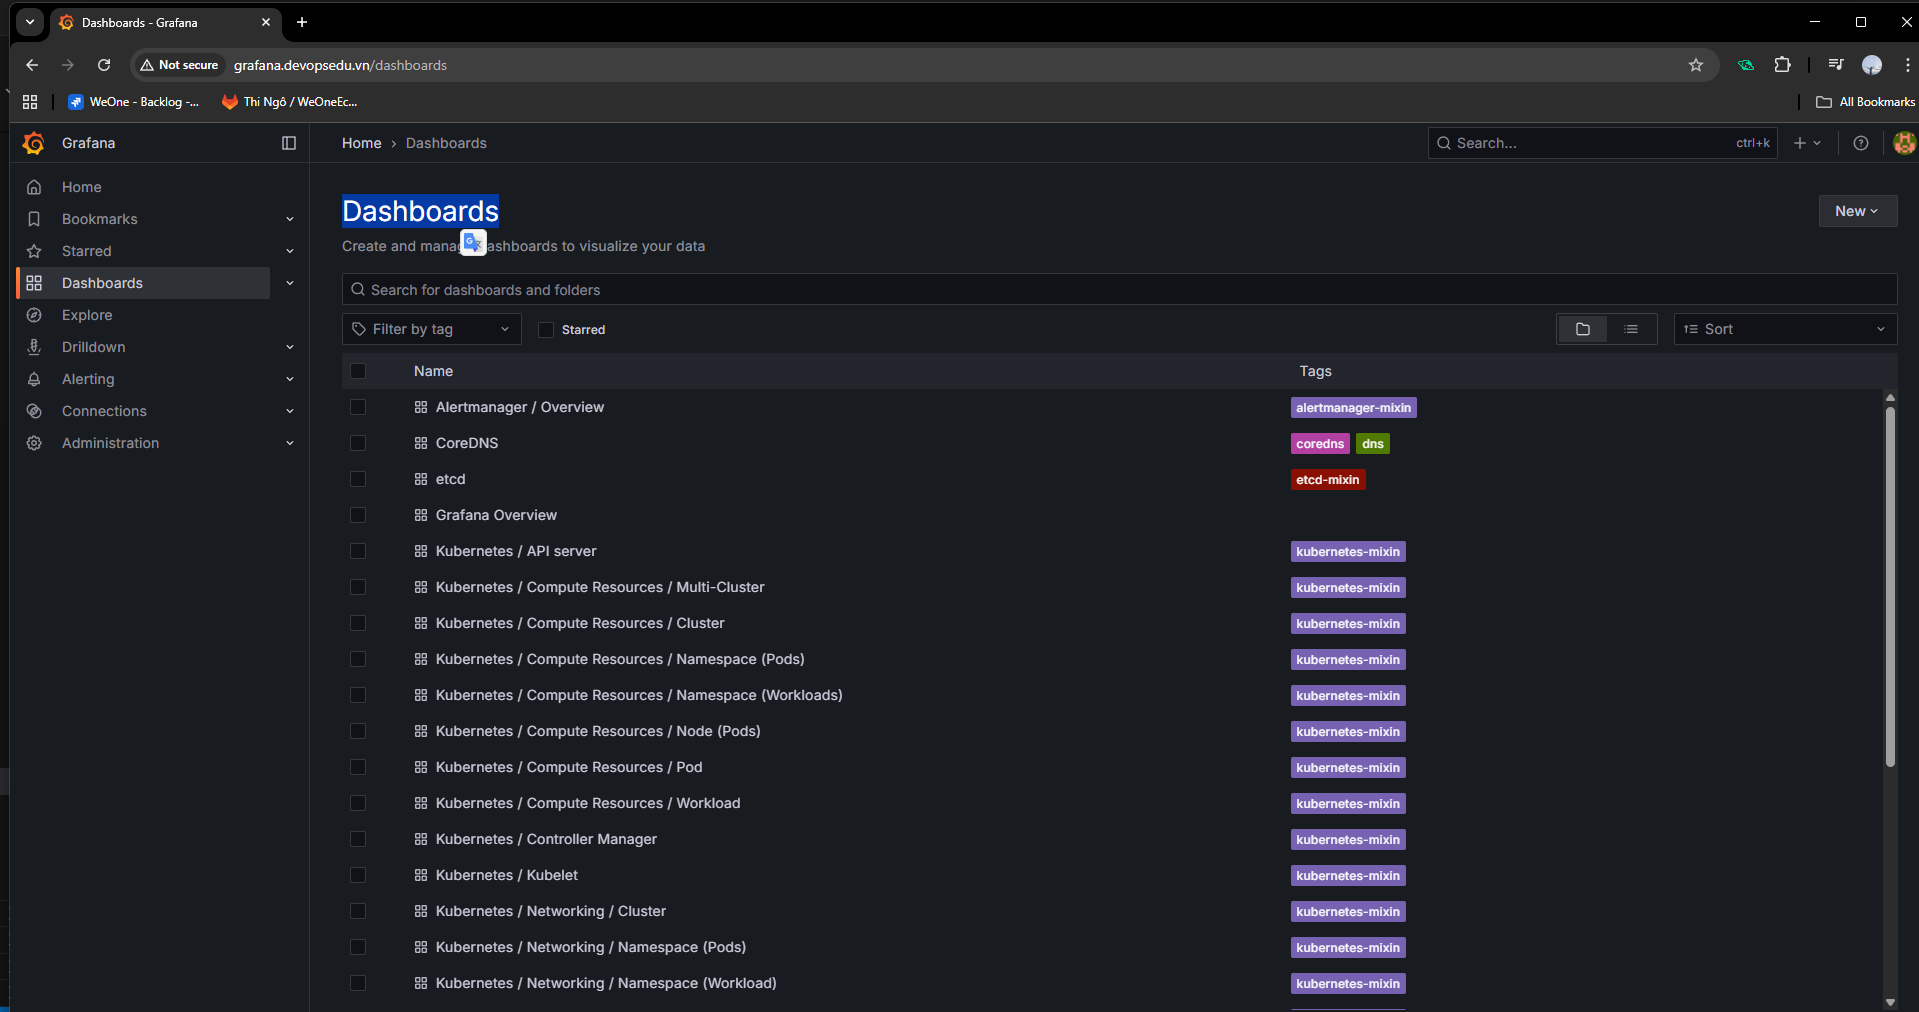 Dashboards - Grafana
Not secure grafana.devopsedu.vn/dashboards
WeOne - Backlog -... Thi Ngô / WeOneEc... All Bookmarks
Grafana Home › Dashboards Search... ctrl+k
Home
Bookmarks
Starred
Dashboards
Explore
Drilldown
Alerting
Connections
Administration
Dashboards New
Create and manag ashboards to visualize your data
Search for dashboards and folders
Filter by tag Starred Sort
Name Tags
Alertmanager / Overview alertmanager-mixin
CoreDNS coredns dns
etcd etcd-mixin
Grafana Overview
Kubernetes / API server kubernetes-mixin
Kubernetes / Compute Resources / Multi-Cluster kubernetes-mixin
Kubernetes / Compute Resources / Cluster kubernetes-mixin
Kubernetes / Compute Resources / Namespace (Pods) kubernetes-mixin
Kubernetes / Compute Resources / Namespace (Workloads) kubernetes-mixin
Kubernetes / Compute Resources / Node (Pods) kubernetes-mixin
Kubernetes / Compute Resources / Pod kubernetes-mixin
Kubernetes / Compute Resources / Workload kubernetes-mixin
Kubernetes / Controller Manager kubernetes-mixin
Kubernetes / Kubelet kubernetes-mixin
Kubernetes / Networking / Cluster kubernetes-mixin
Kubernetes / Networking / Namespace (Pods) kubernetes-mixin
Kubernetes / Networking / Namespace (Workload) kubernetes-mixin